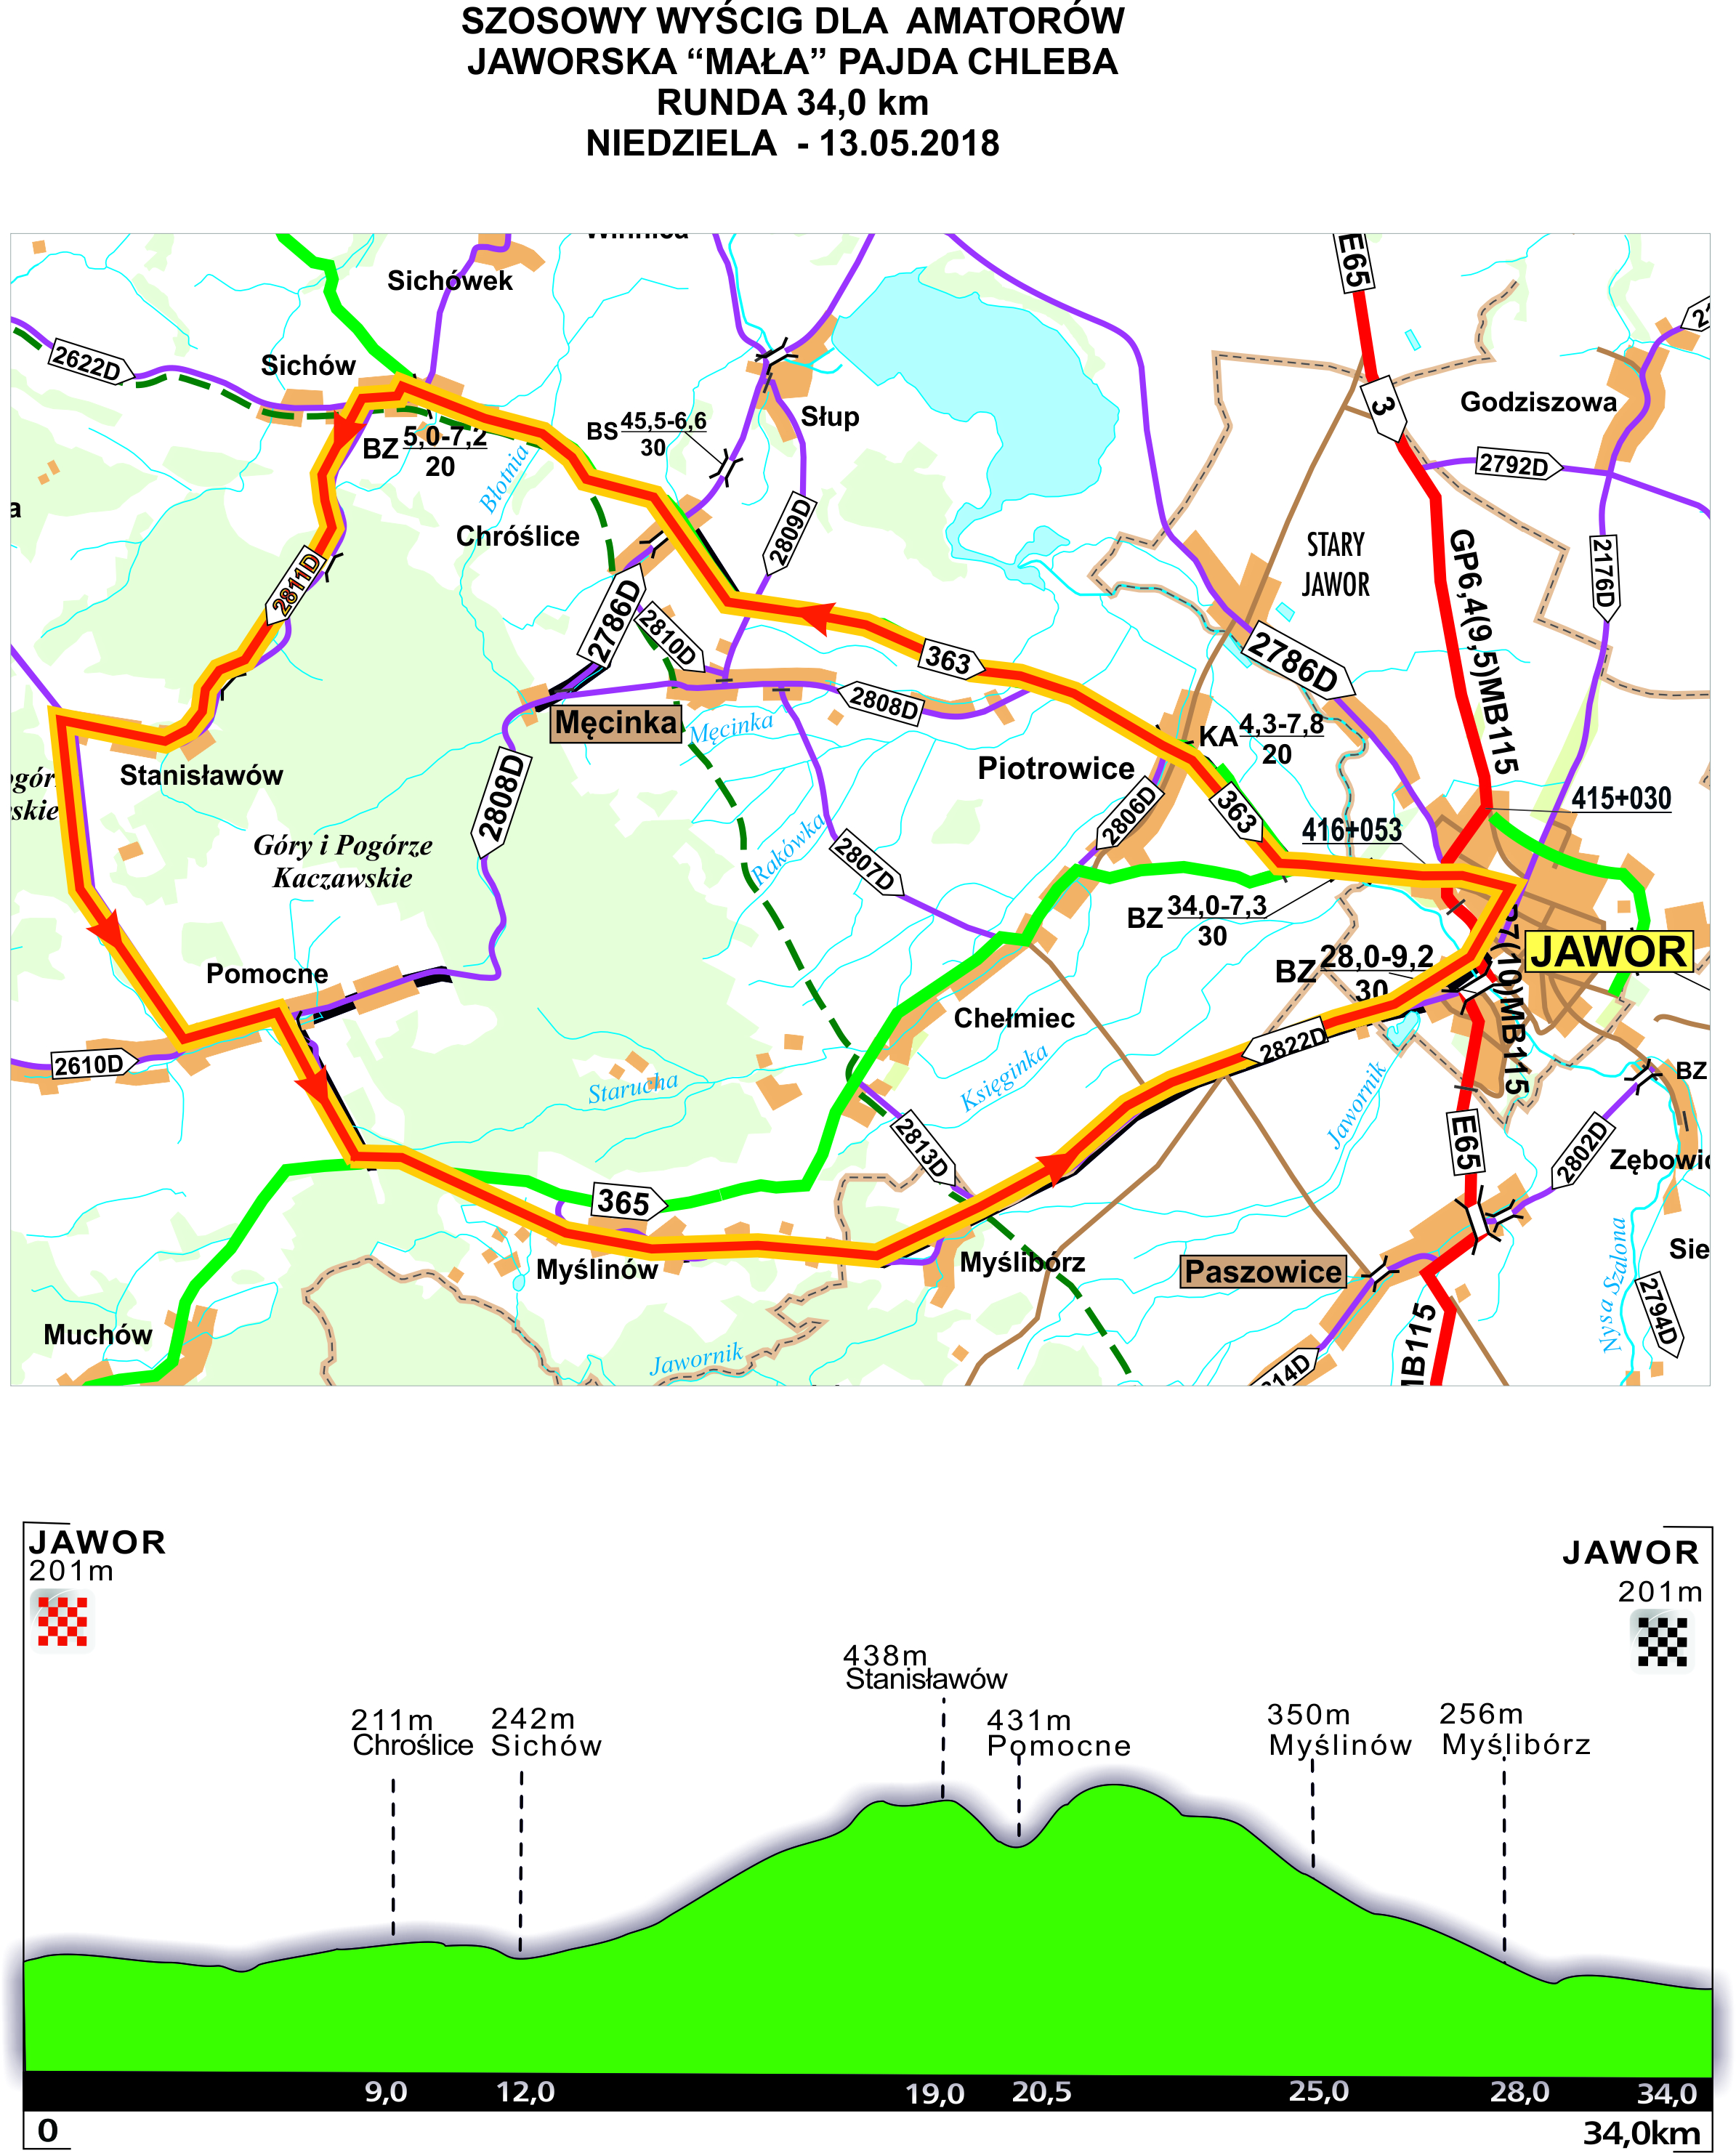 SZOSOWY WYŚCIG DLA  AMATORÓW
JAWORSKA “MAŁA” PAJDA CHLEBA
RUNDA 34,0 km
NIEDZIELA  - 13.05.2018
Winnica
E65
Sichówek
Sichów
2622D
3
Godziszowa
Słup
BS 45,5-6,6
30
BZ 5,0-7,2
20
2792D
Błotnia
Chróślice
2809D
STARY
JAWOR
GP6,4(9,5)MB115
2176D
2811D
2786D
2810D
363
2786D
2808D
Męcinka
Męcinka
KA 4,3-7,8
20
Piotrowice
Stanisławów
2808D
2806D
363
415+030
416+053
Góry i Pogórze
Kaczawskie
Rakówka
2807D
BZ 34,0-7,3
30
JAWOR
BZ 28,0-9,2
30
Pomocne
Chełmiec
2610D
2822D
Księginka
Starucha
Jawornik
BZ
2813D
E65
2802D
365
Myślinów
Myślibórz
Paszowice
Nysa Szalona
2794D
Muchów
Jawornik
MB115
JAWOR
201m
JAWOR
201m
438m
Stanisławów
211m
Chroślice
242m
Sichów
431m
Pomocne
350m
Myślinów
256m
Myślibórz
9,0 12,0 19,0 20,5 25,0 28,0 34,0
0 34,0km